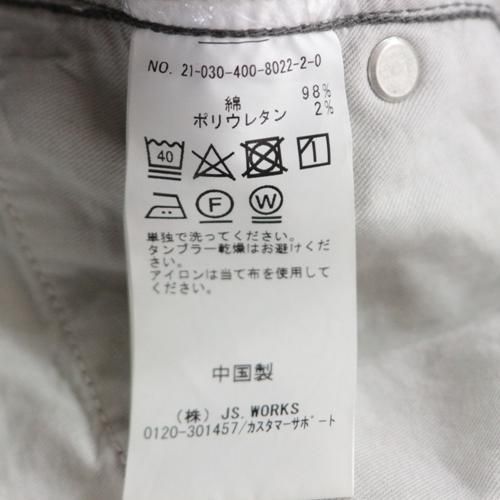 NO. 21-030-400-8022-2-0
綿 98%
ポリウレタン 2%
40
F W
単独で洗ってください。
タンブラー乾燥はお避けくだ
さい。
アイロンは当て布を使用して
ください。
中国製
(株) JS.WORKS
0120-301457/カスタマーサポート